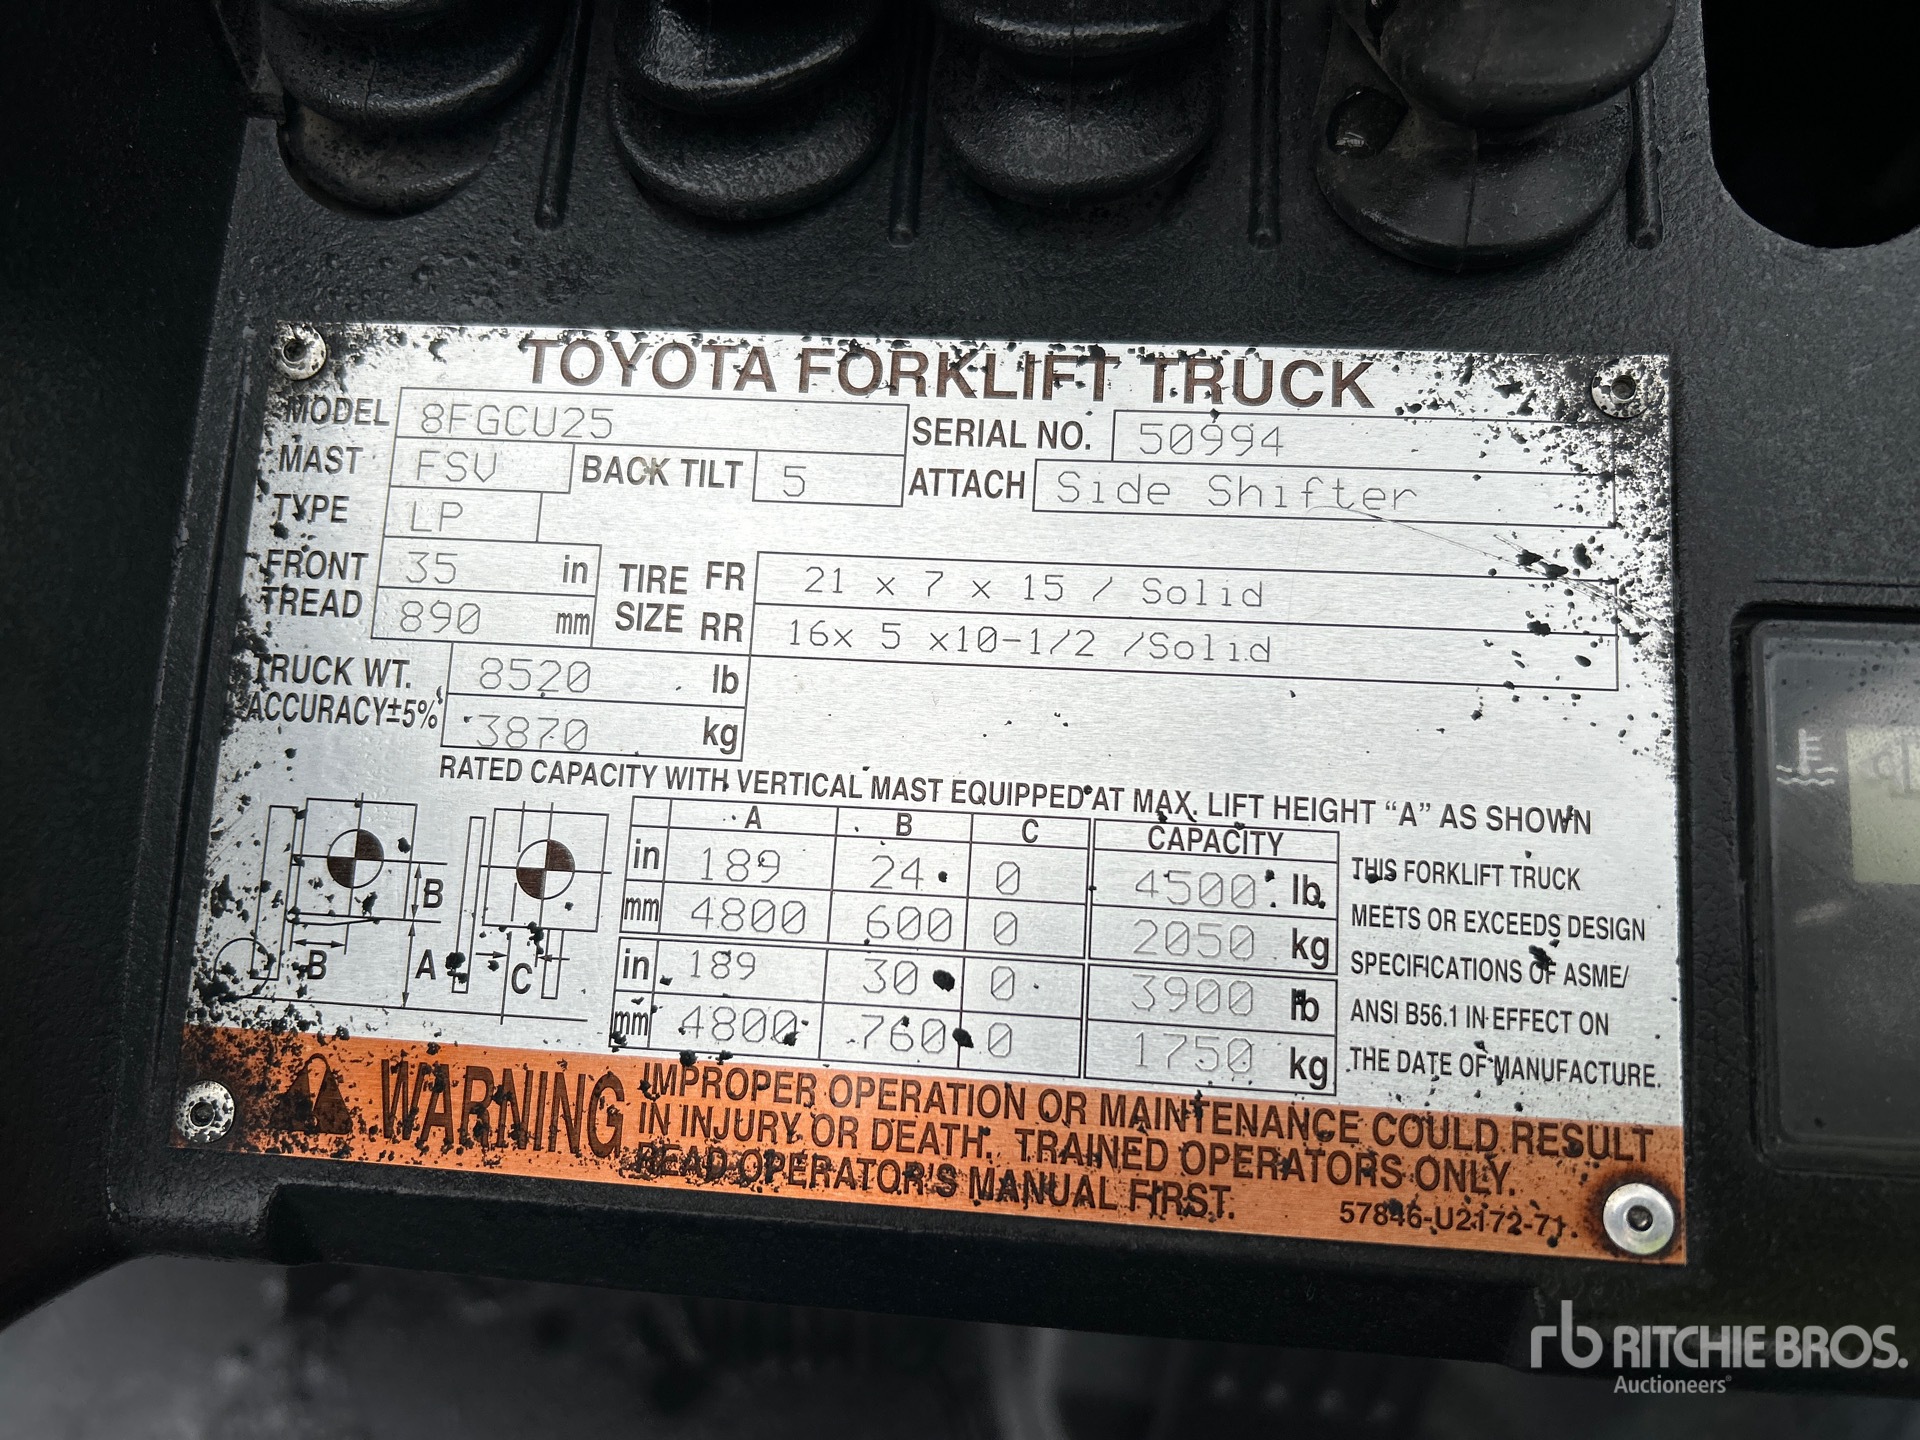 TOYOTA FORKLIFT TRUCK
MODEL 8FGCU25 SERIAL NO. 50994
MAST FSV BACK TILT 5 ATTACH Side Shifter
TYPE LP
FRONT TREAD 35 in TIRE SIZE FR 21 x 7 x 15 / Solid
890 mm RR 16x 5 x10-1/2 /Solid
TRUCK WT. 8520 lb
ACCURACY±5% 3870 kg
RATED CAPACITY WITH VERTICAL MAST EQUIPPED AT MAX. LIFT HEIGHT "A" AS SHOWN
A B C CAPACITY
in 189 24 0 4500 lb
mm 4800 600 0 2050 kg
in 189 30 0 3900 lb
mm 4800 760 0 1750 kg
B
B A C
THIS FORKLIFT TRUCK
MEETS OR EXCEEDS DESIGN
SPECIFICATIONS OF ASME/
ANSI B56.1 IN EFFECT ON
THE DATE OF MANUFACTURE.
WARNING IMPROPER OPERATION OR MAINTENANCE COULD RESULT
IN INJURY OR DEATH. TRAINED OPERATORS ONLY.
READ OPERATOR'S MANUAL FIRST.
57846-U2172-71
rb RITCHIE BROS.
Auctioneers®